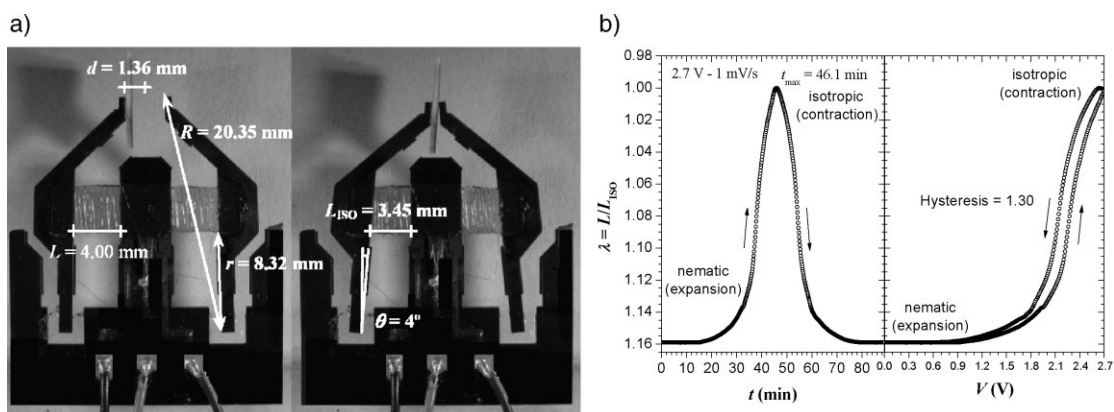 a)
d = 1.36 mm
R = 20.35 mm
L = 4.00 mm
r = 8.32 mm
L_ISO = 3.45 mm
θ = 4º
b)
2.7 V - 1 mV/s
t_max = 46.1 min
isotropic
(contraction)
nematic
(expansion)
isotropic
(contraction)
Hysteresis = 1.30
nematic
(expansion)
λ = L/L_ISO
0.98
1.00
1.02
1.04
1.06
1.08
1.10
1.12
1.14
1.16
0 10 20 30 40 50 60 70 80
0.0 0.3 0.6 0.9 1.2 1.5 1.8 2.1 2.4 2.7
t (min)
V (V)